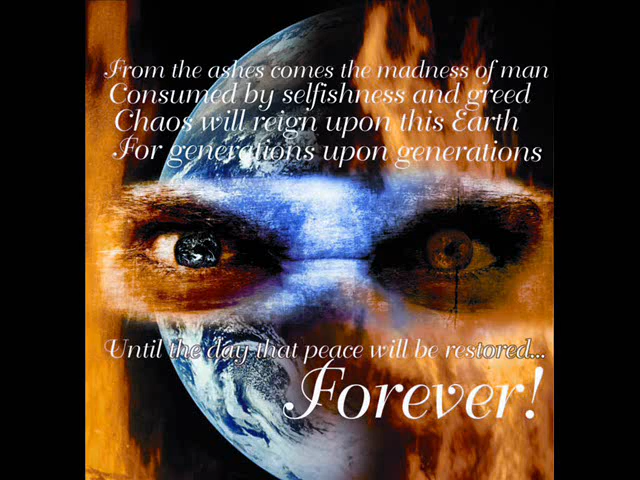 From the ashes comes the madness of man
Consumed by selfishness and greed
Chaos will reign upon this Earth
For generations upon generations
Until the day that peace will be restored...
Forever!